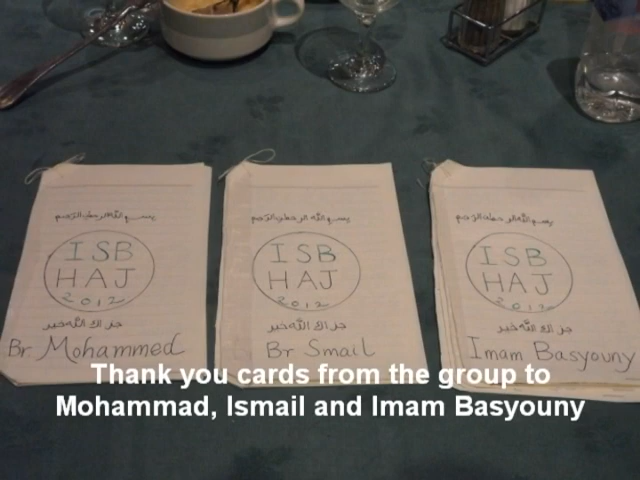 بسم الله الرحمن الرحيم
ISB
HAJ
2012
جزاك الله خير
Br Mohammed
بسم الله الرحمن الرحيم
ISB
HAJ
2012
جزاك الله خير
Br Smail
بسم الله الرحمن الرحيم
ISB
HAJ
2012
جزاك الله خير
Imam Basyouny
Thank you cards from the group to
Mohammad, Ismail and Imam Basyouny